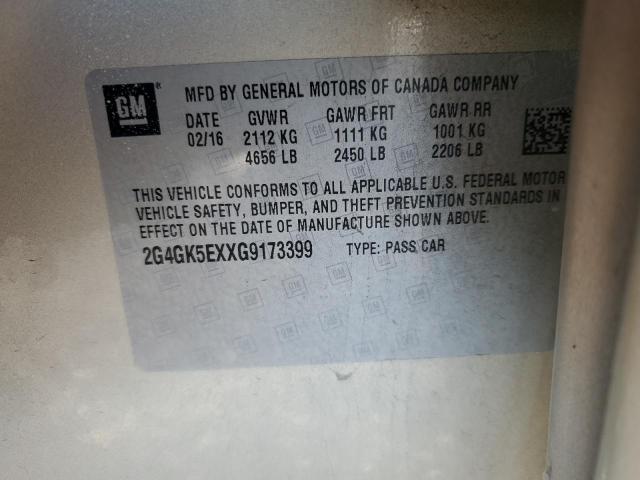 GM ® MFD BY GENERAL MOTORS OF CANADA COMPANY
DATE GVWR GAWR FRT GAWR RR
02/16 2112 KG 1111 KG 1001 KG
4656 LB 2450 LB 2206 LB
THIS VEHICLE CONFORMS TO ALL APPLICABLE U.S. FEDERAL MOTOR
VEHICLE SAFETY, BUMPER, AND THEFT PREVENTION STANDARDS IN
EFFECT ON THE DATE OF MANUFACTURE SHOWN ABOVE.
2G4GK5EXXG9173399 TYPE: PASS CAR